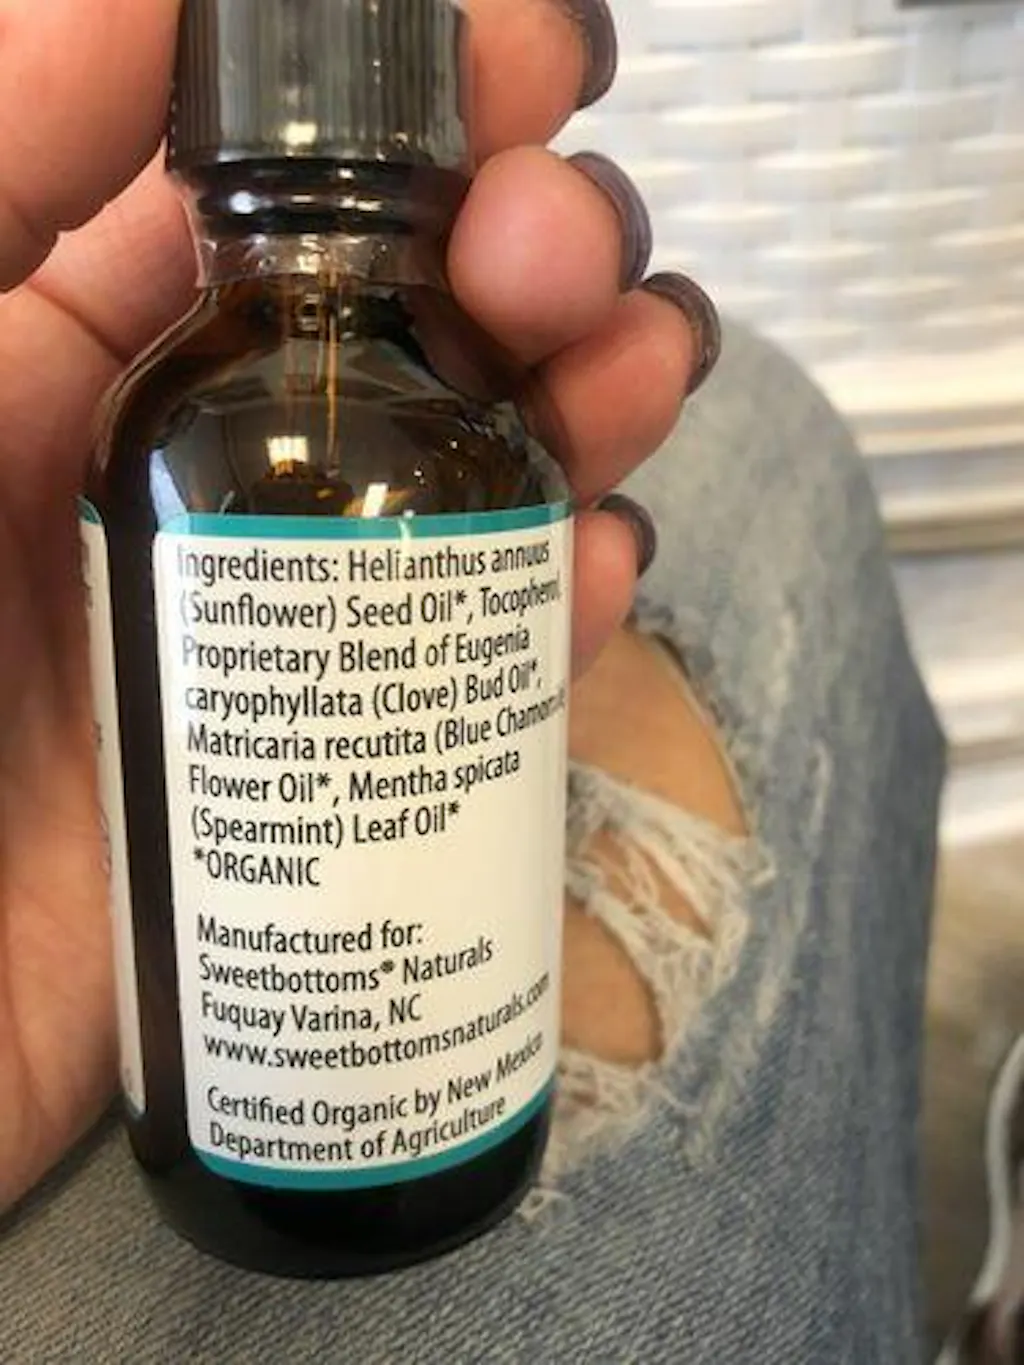 Ingredients: Helianthus annuus
(Sunflower) Seed Oil*, Tocopherol,
Proprietary Blend of Eugenia
caryophyllata (Clove) Bud Oil*,
Matricaria recutita (Blue Chamomile)
Flower Oil*, Mentha spicata
(Spearmint) Leaf Oil*
*ORGANIC
Manufactured for:
Sweetbottoms® Naturals
Fuquay Varina, NC
www.sweetbottomsnaturals.com
Certified Organic by New Mexico
Department of Agriculture